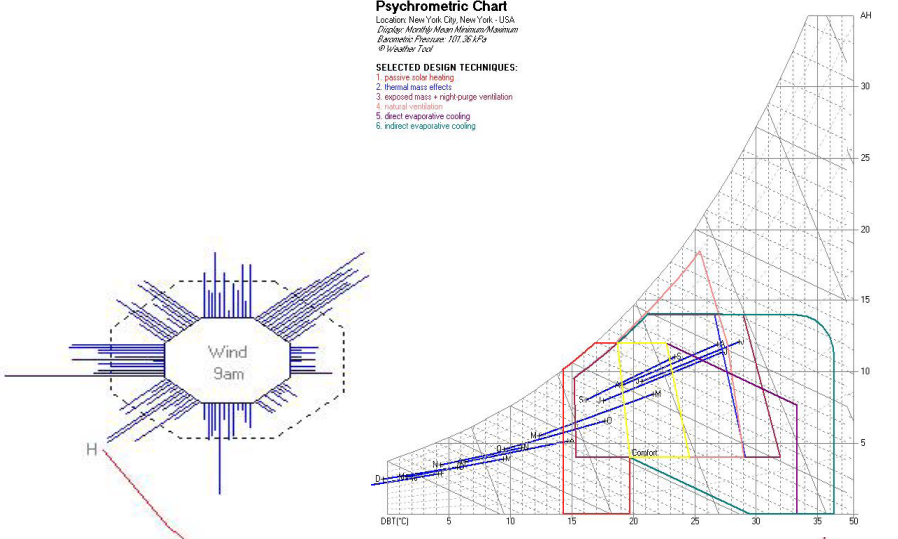 Psychrometric Chart
Location: New York City, New York - USA
Display: Monthly Mean Minimum/Maximum
Barometric Pressure: 101.36 kPa
© Weather Tool
SELECTED DESIGN TECHNIQUES:
1. passive solar heating
2. thermal mass effects
3. exposed mass + night-purge ventilation
4. natural ventilation
5. direct evaporative cooling
6. indirect evaporative cooling
AH
30
25
20
15
10
5
Wind
9am
H
Comfort
S
M
O
M
A
N
D
M
DBT(°C)
5
10
15
20
25
30
35
50